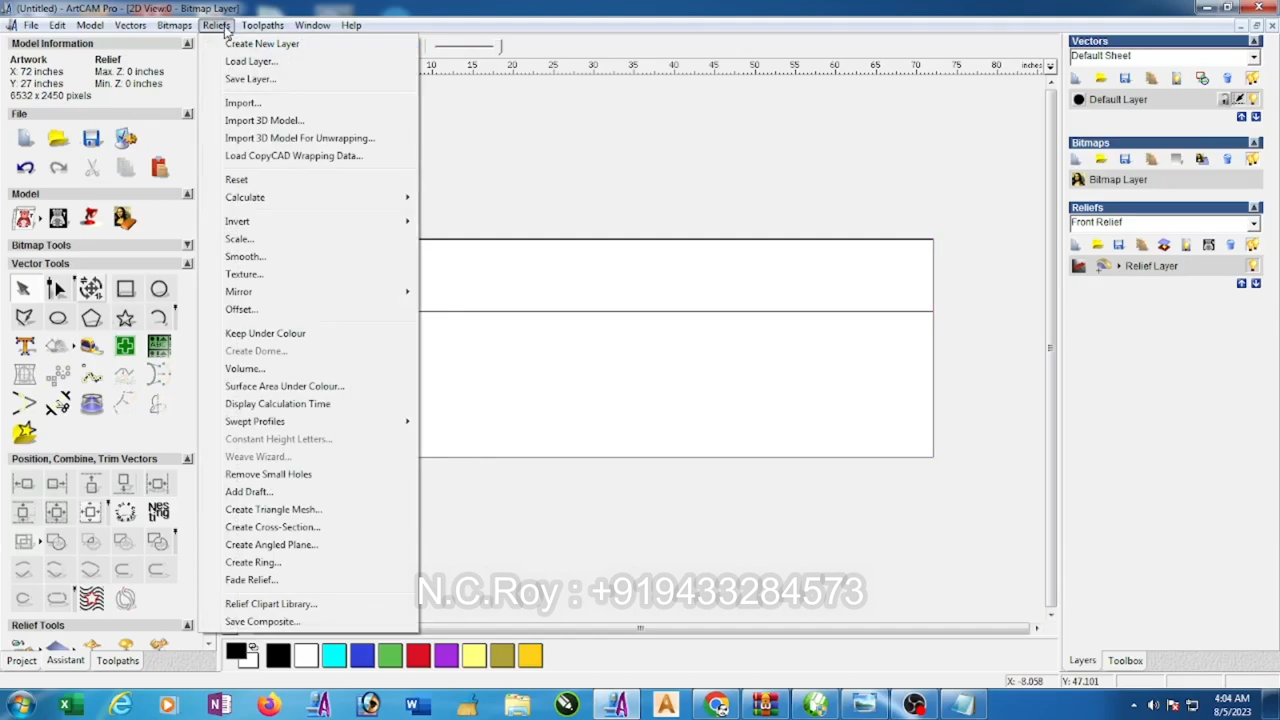 (Untitled) - ArtCAM Pro - [2D View:0 - Bitmap Layer]
File Edit Model Vectors Bitmaps Reliefs Toolpaths Window Help
Model Information
Artwork
X: 72 inches
Y: 27 inches
6532 x 2450 pixels
Relief
Max. Z: 0 inches
Min. Z: 0 inches
File
Model
Bitmap Tools
Vector Tools
Position, Combine, Trim Vectors
Relief Tools
Project Assistant Toolpaths
Create New Layer
Load Layer...
Save Layer...
Import...
Import 3D Model...
Import 3D Model For Unwrapping...
Load CopyCAD Wrapping Data...
Reset
Calculate
Invert
Scale...
Smooth...
Texture...
Mirror
Offset...
Keep Under Colour
Create Dome...
Volume...
Surface Area Under Colour...
Display Calculation Time
Swept Profiles
Constant Height Letters...
Weave Wizard...
Remove Small Holes
Add Draft...
Create Triangle Mesh...
Create Cross-Section...
Create Angled Plane...
Create Ring...
Fade Relief...
Relief Clipart Library...
Save Composite...
10 15 20 25 30 35 40 45 50 55 60 65 70 75 80 inches
N.C.Roy : +919433284573
Vectors
Default Sheet
Default Layer
Bitmaps
Bitmap Layer
Reliefs
Front Relief
Relief Layer
Layers Toolbox
X: -8.058 Y: 47.101
4:04 AM
8/5/2023